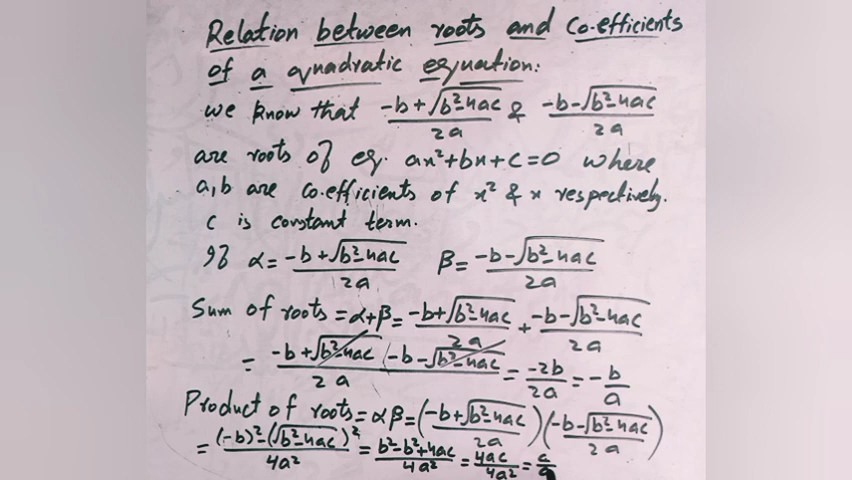 Relation between roots and Co-efficients
of a quadratic equation:
we know that (-b+√(b²-4ac))/2a & (-b-√(b²-4ac))/2a
are roots of eq. ax²+bx+c=0 where
a,b are co-efficients of x² & x respectively.
c is constant term.
If α=(-b+√(b²-4ac))/2a β=(-b-√(b²-4ac))/2a
Sum of roots=α+β=(-b+√(b²-4ac))/2a+(-b-√(b²-4ac))/2a
=(-b+√(b²-4ac)-b-√(b²-4ac))/2a=-2b/2a=-b/a
Product of roots=αβ=((-b+√(b²-4ac))/2a)((-b-√(b²-4ac))/2a)
=((-b)²-(√(b²-4ac))²)/4a²=(b²-b²+4ac)/4a²=4ac/4a²=c/a